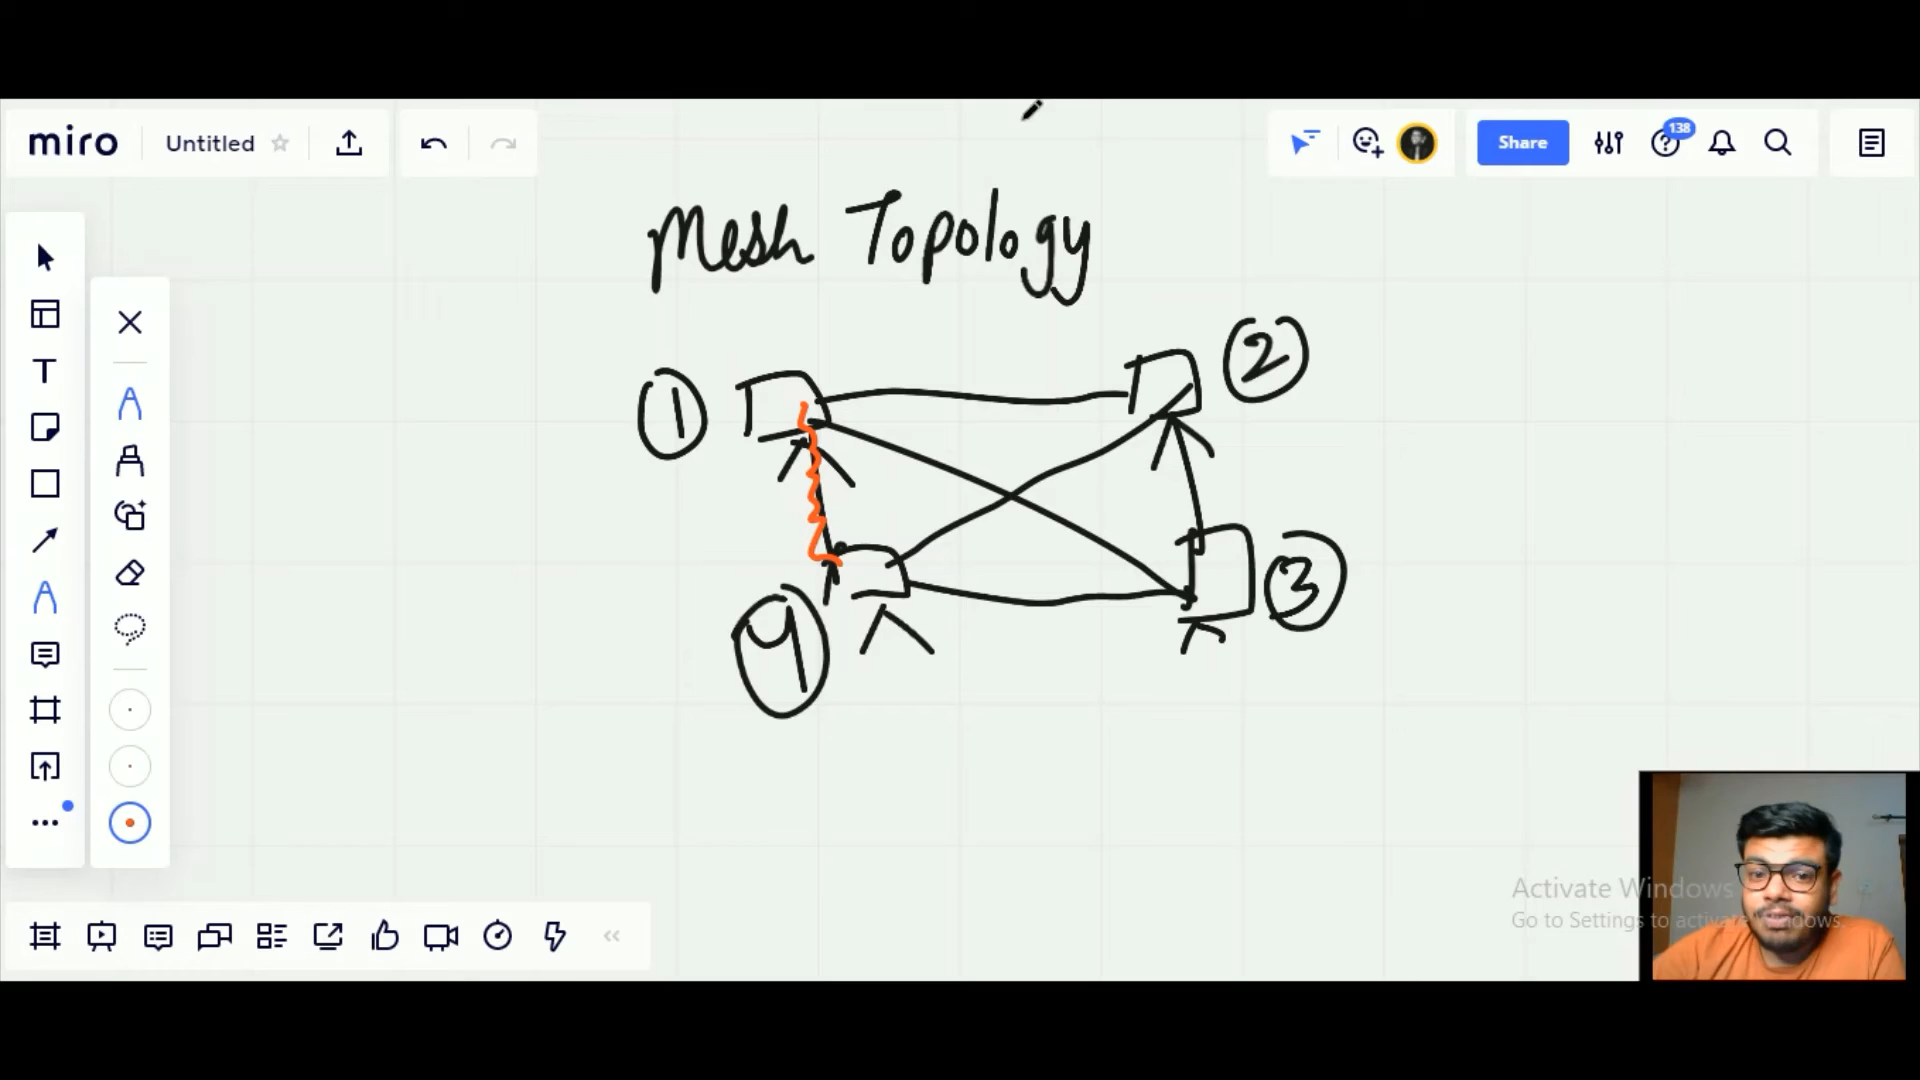 miro Untitled Share 138
T
Mesh Topology
① ②
④ ③
Activate Windows
Go to Settings to activate Windows.